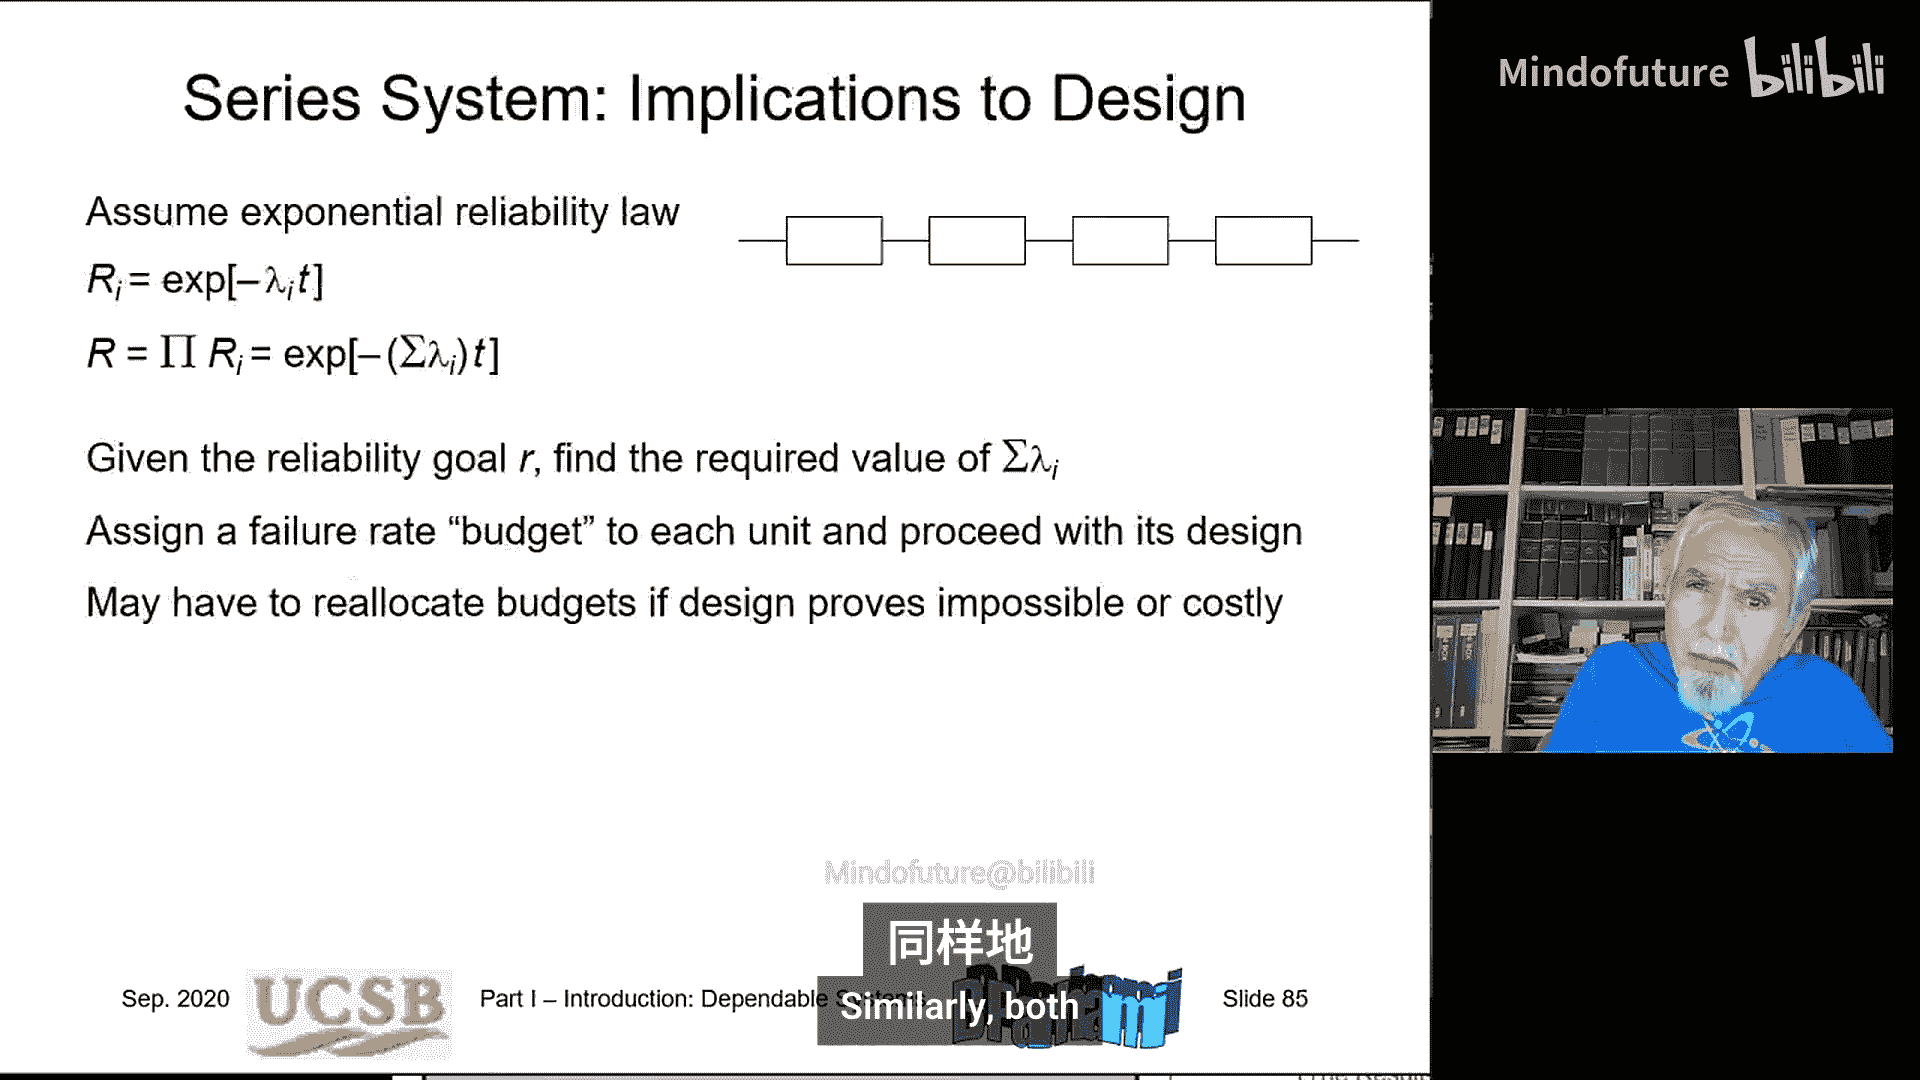 Series System: Implications to Design
Mindofuture bilibili
Assume exponential reliability law
Rᵢ = exp[–λᵢt]
R = ∏ Rᵢ = exp[–(Σλᵢ)t]
Given the reliability goal r, find the required value of Σλᵢ
Assign a failure rate “budget” to each unit and proceed with its design
May have to reallocate budgets if design proves impossible or costly
Mindofuture@bilibili
同样地
Similarly, both
Sep. 2020
UCSB
Part I – Introduction: Dependable Systems
Slide 85